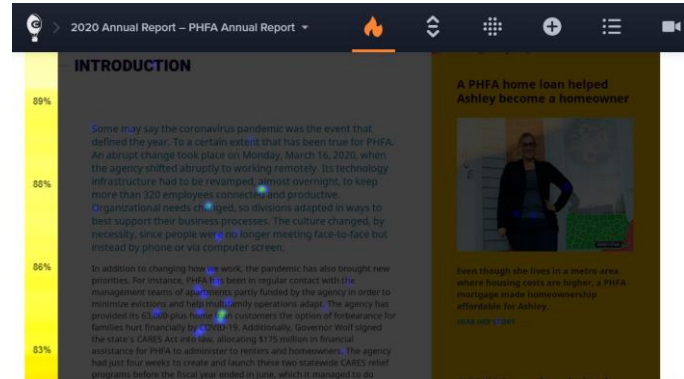 2020 Annual Report – PHFA Annual Report
INTRODUCTION
89%
88%
86%
83%
Some may say the coronavirus pandemic was the event that
defined the year. To a certain extent that has been true for PHFA.
An abrupt change took place on Monday, March 16, 2020, when
the agency shifted abruptly to working remotely. Its technology
infrastructure had to be revamped, almost overnight, to keep
more than 320 employees connected and productive.
Organizational needs changed, so divisions adapted in ways to
best support their business processes. The culture changed, by
necessity, since people were no longer meeting face-to-face but
instead by phone or via computer screen.
In addition to changing how we work, the pandemic has also brought new
priorities. For instance, PHFA has been in regular contact with the
management teams of apartments partly funded by the agency in order to
minimize evictions and help multifamily operations adapt. The agency has
provided its 63,000-plus home loan customers the option of forbearance for
families hurt financially by COVID-19. Additionally, Governor Wolf signed
the state's CARES Act into law, allocating $175 million in financial
assistance for PHFA to administer to renters and homeowners. The agency
had just four weeks to create and launch these two statewide CARES relief
programs before the fiscal year ended in June, which it managed to do
A PHFA home loan helped
Ashley become a homeowner
Even though she lives in a metro area
where housing costs are higher, a PHFA
mortgage made homeownership
affordable for Ashley.
HEAR HER STORY